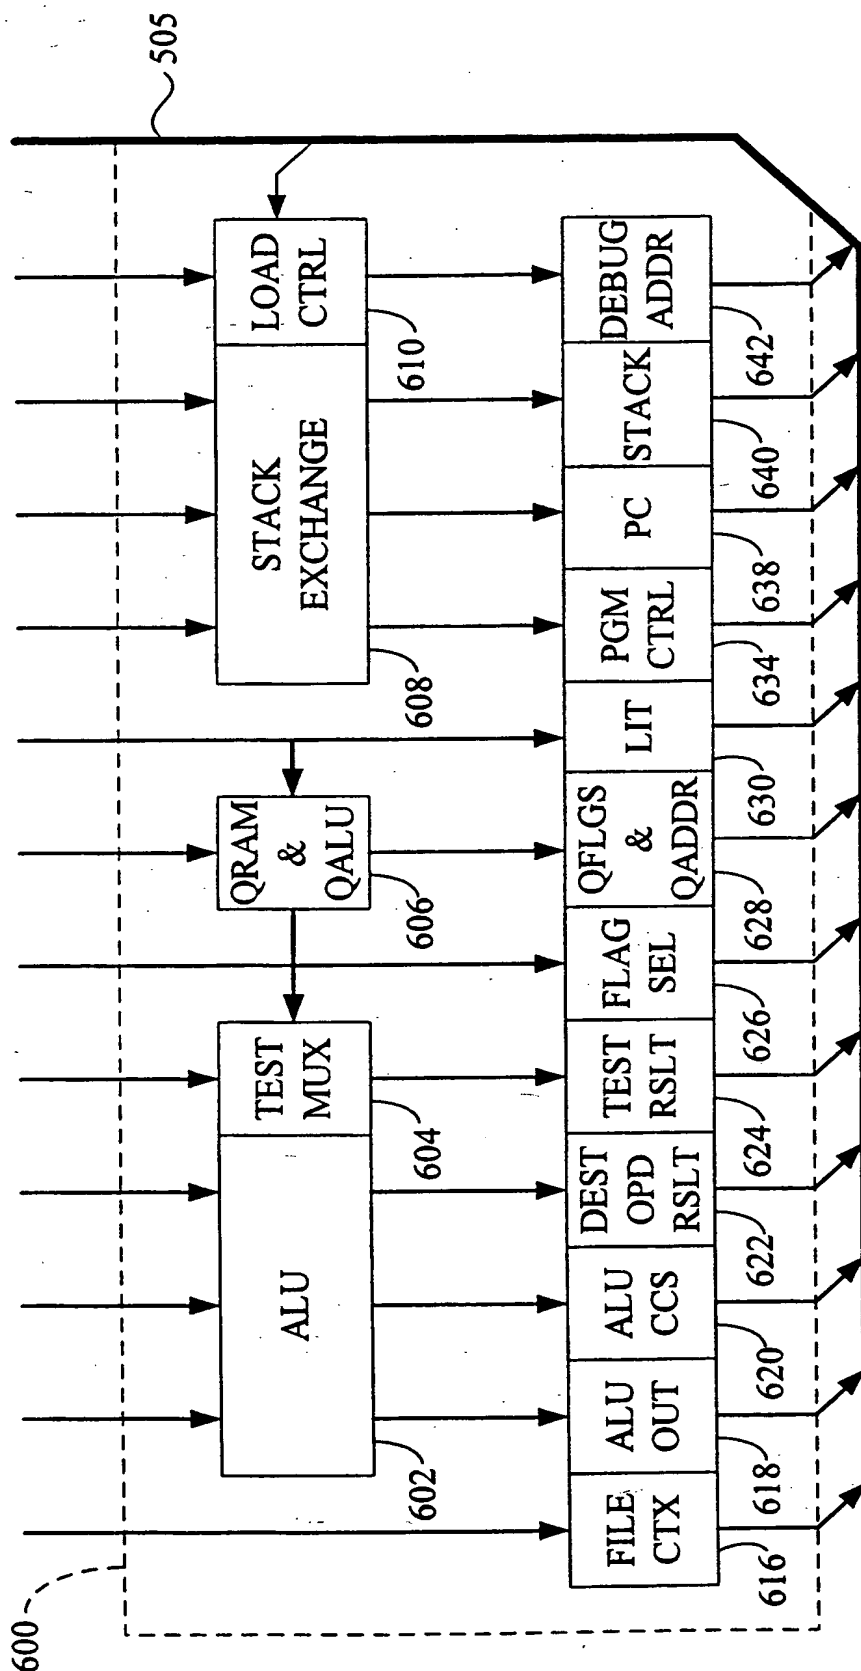 600
505
ALU
TEST
MUX
QRAM
&
QALU
STACK
EXCHANGE
LOAD
CTRL
602
604
606
608
610
FILE
CTX
ALU
OUT
ALU
CCS
DEST
OPD
RSLT
TEST
RSLT
FLAG
SEL
QFLGS
&
QADDR
LIT
PGM
CTRL
PC
STACK
DEBUG
ADDR
616
618
620
622
624
626
628
630
634
638
640
642